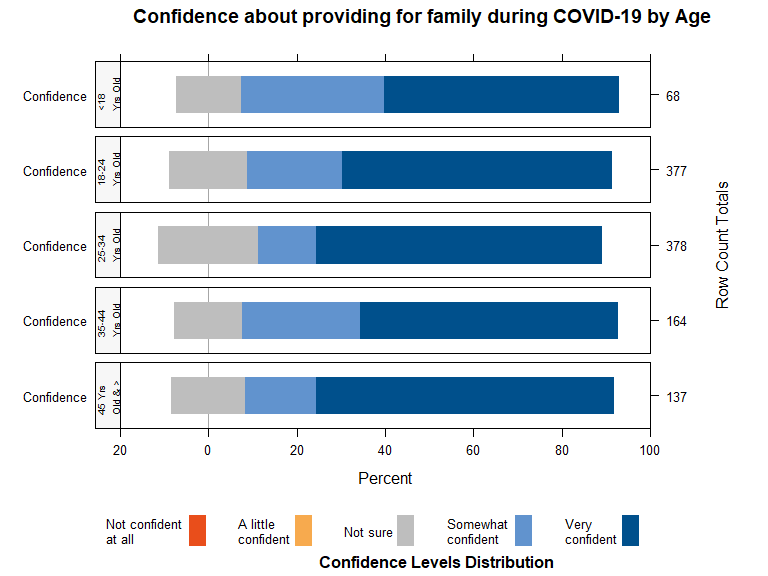 Confidence about providing for family during COVID-19 by Age
Confidence
<18
Yrs Old
68
Confidence
18-24
Yrs Old
377
Confidence
25-34
Yrs Old
378
Confidence
35-44
Yrs Old
164
Confidence
45 Yrs
Old & >
137
Row Count Totals
20 0 20 40 60 80 100
Percent
Not confident
at all
A little
confident
Not sure
Somewhat
confident
Very
confident
Confidence Levels Distribution